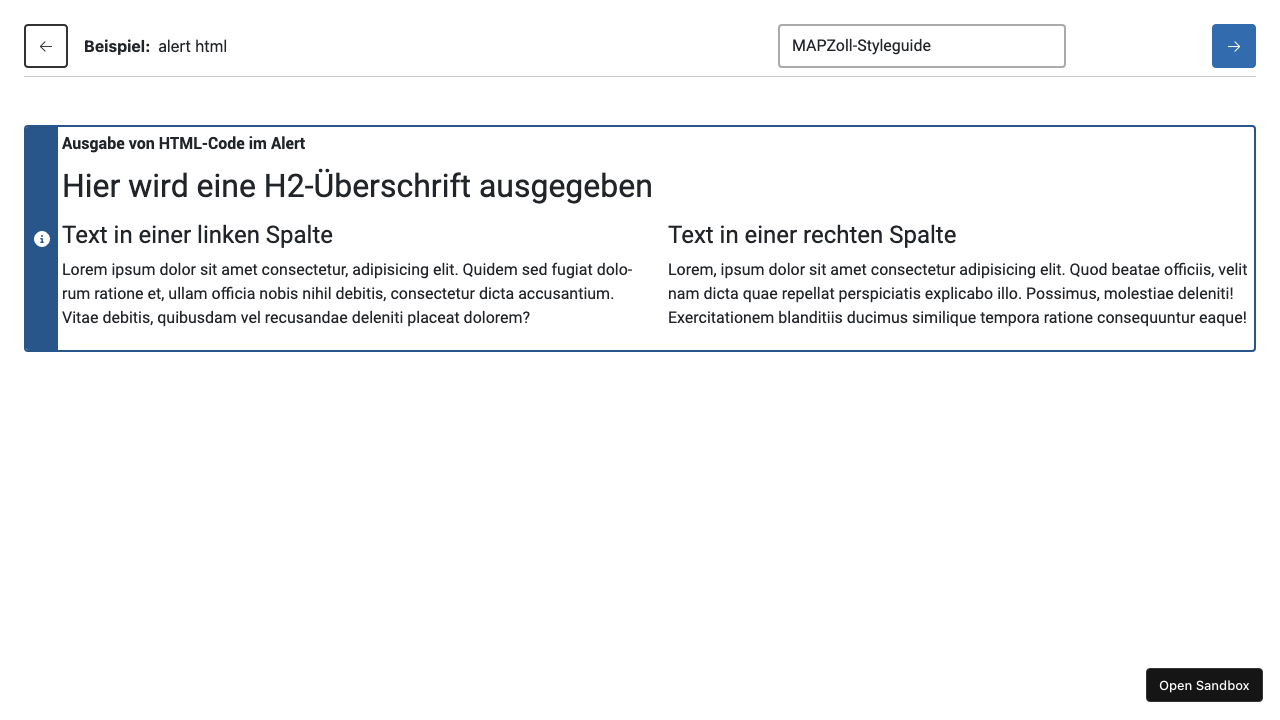 Beispiel: alert html
MAPZoll-Styleguide
Ausgabe von HTML-Code im Alert
Hier wird eine H2-Überschrift ausgegeben
Text in einer linken Spalte
Lorem ipsum dolor sit amet consectetur, adipisicing elit. Quidem sed fugiat dolo-
rum ratione et, ullam officia nobis nihil debitis, consectetur dicta accusantium.
Vitae debitis, quibusdam vel recusandae deleniti placeat dolorem?
Text in einer rechten Spalte
Lorem, ipsum dolor sit amet consectetur adipisicing elit. Quod beatae officiis, velit
nam dicta quae repellat perspiciatis explicabo illo. Possimus, molestiae deleniti!
Exercitationem blanditiis ducimus similique tempora ratione consequuntur eaque!
Open Sandbox